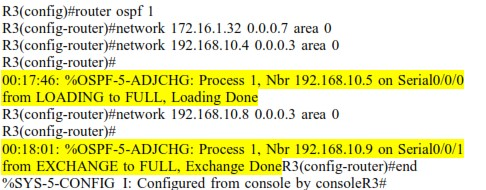 R3(config)#router ospf 1
R3(config-router)#network 172.16.1.32 0.0.0.7 area 0
R3(config-router)#network 192.168.10.4 0.0.0.3 area 0
R3(config-router)#
00:17:46: %OSPF-5-ADJCHG: Process 1, Nbr 192.168.10.5 on Serial0/0/0
from LOADING to FULL, Loading Done
R3(config-router)#network 192.168.10.8 0.0.0.3 area 0
R3(config-router)#
00:18:01: %OSPF-5-ADJCHG: Process 1, Nbr 192.168.10.9 on Serial0/0/1
from EXCHANGE to FULL, Exchange DoneR3(config-router)#end
%SYS-5-CONFIG_I: Configured from console by consoleR3#